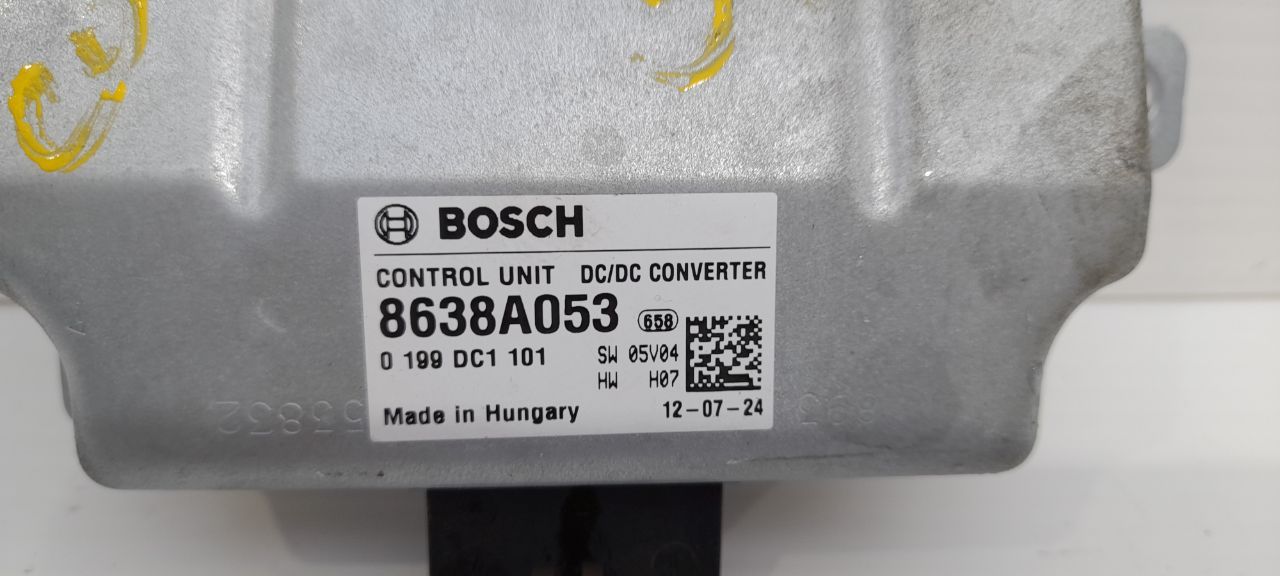 BOSCH
CONTROL UNIT DC/DC CONVERTER
8638A053 658
0 199 DC1 101 SW 05V04
HW H07
Made in Hungary 12-07-24